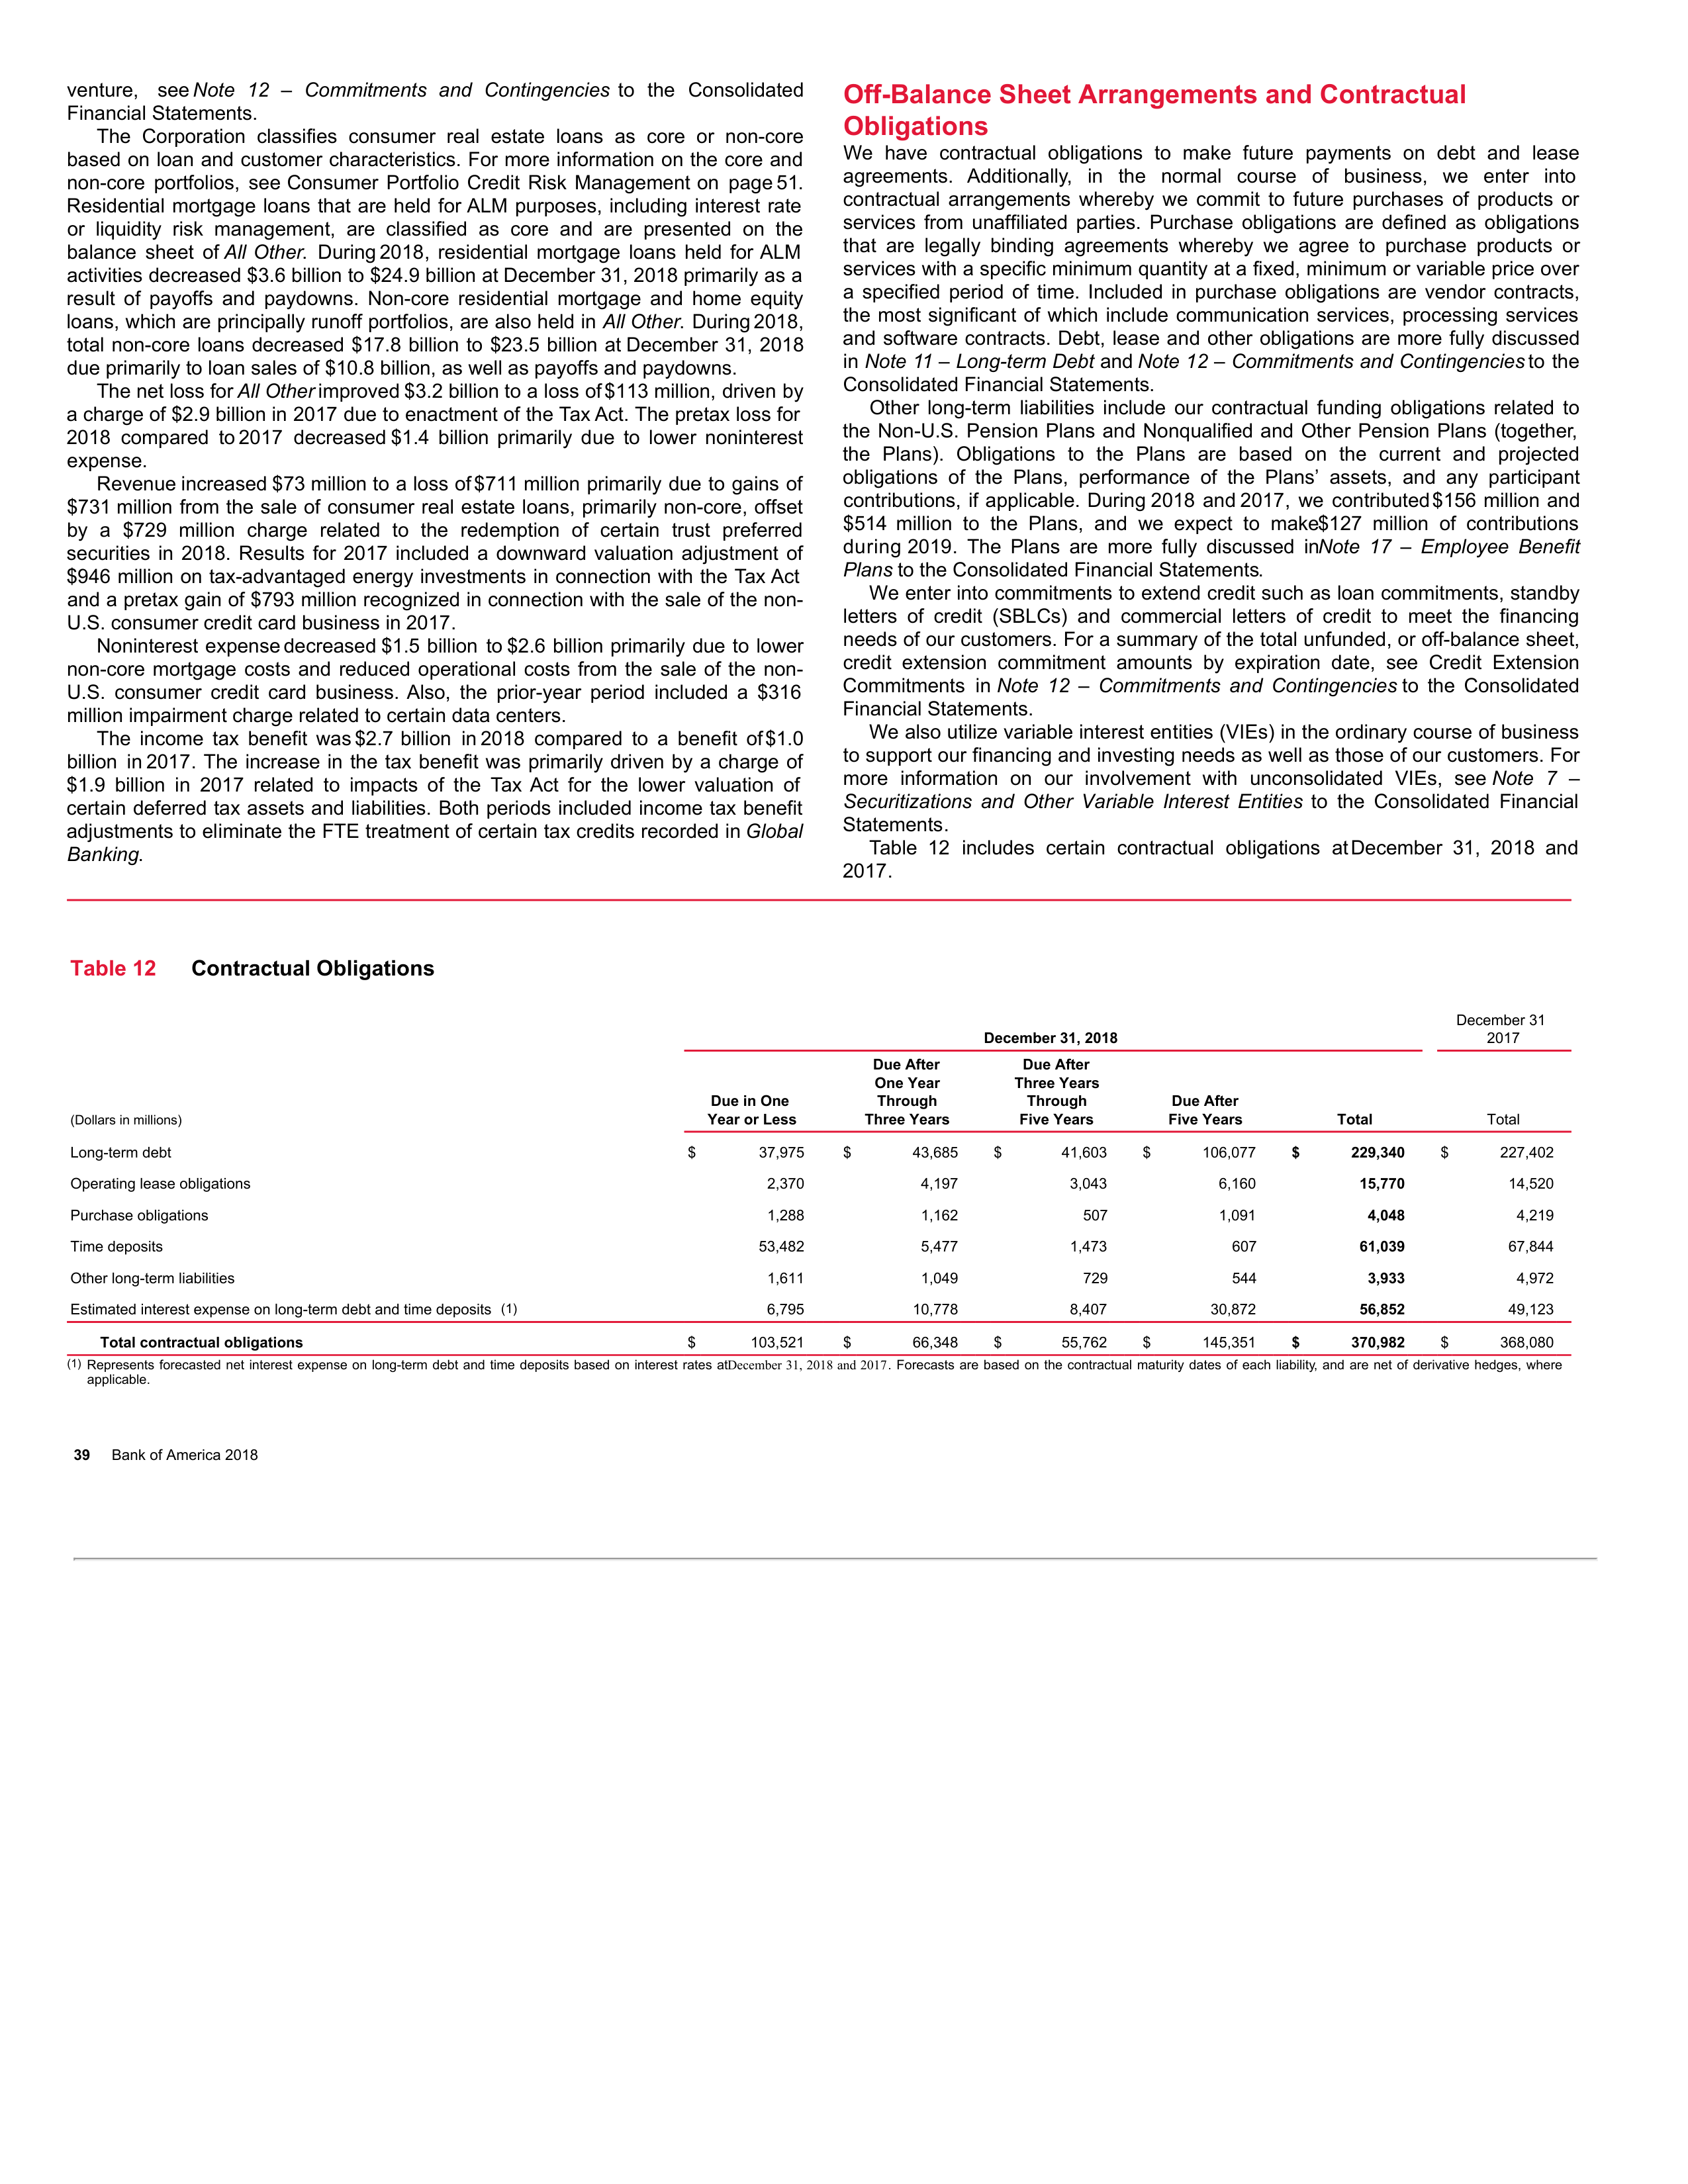 venture, see Note 12 – Commitments and Contingencies to the Consolidated
Financial Statements.
The Corporation classifies consumer real estate loans as core or non-core
based on loan and customer characteristics. For more information on the core and
non-core portfolios, see Consumer Portfolio Credit Risk Management on page 51.
Residential mortgage loans that are held for ALM purposes, including interest rate
or liquidity risk management, are classified as core and are presented on the
balance sheet of All Other. During 2018, residential mortgage loans held for ALM
activities decreased $3.6 billion to $24.9 billion at December 31, 2018 primarily as a
result of payoffs and paydowns. Non-core residential mortgage and home equity
loans, which are principally runoff portfolios, are also held in All Other. During 2018,
total non-core loans decreased $17.8 billion to $23.5 billion at December 31, 2018
due primarily to loan sales of $10.8 billion, as well as payoffs and paydowns.
The net loss for All Other improved $3.2 billion to a loss of $113 million, driven by
a charge of $2.9 billion in 2017 due to enactment of the Tax Act. The pretax loss for
2018 compared to 2017 decreased $1.4 billion primarily due to lower noninterest
expense.
Revenue increased $73 million to a loss of $711 million primarily due to gains of
$731 million from the sale of consumer real estate loans, primarily non-core, offset
by a $729 million charge related to the redemption of certain trust preferred
securities in 2018. Results for 2017 included a downward valuation adjustment of
$946 million on tax-advantaged energy investments in connection with the Tax Act
and a pretax gain of $793 million recognized in connection with the sale of the non-
U.S. consumer credit card business in 2017.
Noninterest expense decreased $1.5 billion to $2.6 billion primarily due to lower
non-core mortgage costs and reduced operational costs from the sale of the non-
U.S. consumer credit card business. Also, the prior-year period included a $316
million impairment charge related to certain data centers.
The income tax benefit was $2.7 billion in 2018 compared to a benefit of $1.0
billion in 2017. The increase in the tax benefit was primarily driven by a charge of
$1.9 billion in 2017 related to impacts of the Tax Act for the lower valuation of
certain deferred tax assets and liabilities. Both periods included income tax benefit
adjustments to eliminate the FTE treatment of certain tax credits recorded in Global
Banking.
Off-Balance Sheet Arrangements and Contractual
Obligations
We have contractual obligations to make future payments on debt and lease
agreements. Additionally, in the normal course of business, we enter into
contractual arrangements whereby we commit to future purchases of products or
services from unaffiliated parties. Purchase obligations are defined as obligations
that are legally binding agreements whereby we agree to purchase products or
services with a specific minimum quantity at a fixed, minimum or variable price over
a specified period of time. Included in purchase obligations are vendor contracts,
the most significant of which include communication services, processing services
and software contracts. Debt, lease and other obligations are more fully discussed
in Note 11 – Long-term Debt and Note 12 – Commitments and Contingencies to the
Consolidated Financial Statements.
Other long-term liabilities include our contractual funding obligations related to
the Non-U.S. Pension Plans and Nonqualified and Other Pension Plans (together,
the Plans). Obligations to the Plans are based on the current and projected
obligations of the Plans, performance of the Plans’ assets, and any participant
contributions, if applicable. During 2018 and 2017, we contributed $156 million and
$514 million to the Plans, and we expect to make$127 million of contributions
during 2019. The Plans are more fully discussed inNote 17 – Employee Benefit
Plans to the Consolidated Financial Statements.
We enter into commitments to extend credit such as loan commitments, standby
letters of credit (SBLCs) and commercial letters of credit to meet the financing
needs of our customers. For a summary of the total unfunded, or off-balance sheet,
credit extension commitment amounts by expiration date, see Credit Extension
Commitments in Note 12 – Commitments and Contingencies to the Consolidated
Financial Statements.
We also utilize variable interest entities (VIEs) in the ordinary course of business
to support our financing and investing needs as well as those of our customers. For
more information on our involvement with unconsolidated VIEs, see Note 7 –
Securitizations and Other Variable Interest Entities to the Consolidated Financial
Statements.
Table 12 includes certain contractual obligations at December 31, 2018 and
2017.
Table 12 Contractual Obligations
December 31, 2018 December 31 2017
(Dollars in millions) Due in One Year or Less Due After One Year Through Three Years Due After Three Years Through Five Years Due After Five Years Total Total
Long-term debt $ 37,975 $ 43,685 $ 41,603 $ 106,077 $ 229,340 $ 227,402
Operating lease obligations 2,370 4,197 3,043 6,160 15,770 14,520
Purchase obligations 1,288 1,162 507 1,091 4,048 4,219
Time deposits 53,482 5,477 1,473 607 61,039 67,844
Other long-term liabilities 1,611 1,049 729 544 3,933 4,972
Estimated interest expense on long-term debt and time deposits (1) 6,795 10,778 8,407 30,872 56,852 49,123
Total contractual obligations $ 103,521 $ 66,348 $ 55,762 $ 145,351 $ 370,982 $ 368,080
(1) Represents forecasted net interest expense on long-term debt and time deposits based on interest rates atDecember 31, 2018 and 2017. Forecasts are based on the contractual maturity dates of each liability, and are net of derivative hedges, where
applicable.
39 Bank of America 2018